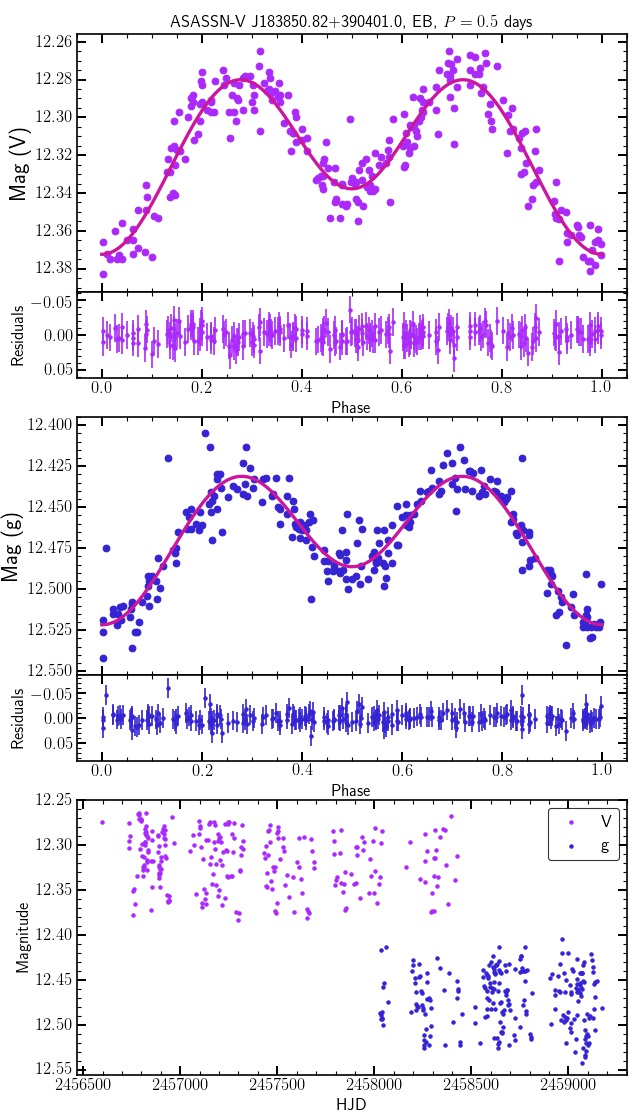 ASASSN-V J183850.82+390401.0, EB, P = 0.5 days
12.26
12.28
12.30
12.32
12.34
12.36
12.38
Mag (V)
−0.05
0.00
0.05
Residuals
0.0 0.2 0.4 0.6 0.8 1.0
Phase
12.400
12.425
12.450
12.475
12.500
12.525
12.550
Mag (g)
−0.05
0.00
0.05
Residuals
0.0 0.2 0.4 0.6 0.8 1.0
Phase
12.25
12.30
12.35
12.40
12.45
12.50
12.55
Magnitude
V
g
2456500 2457000 2457500 2458000 2458500 2459000
HJD